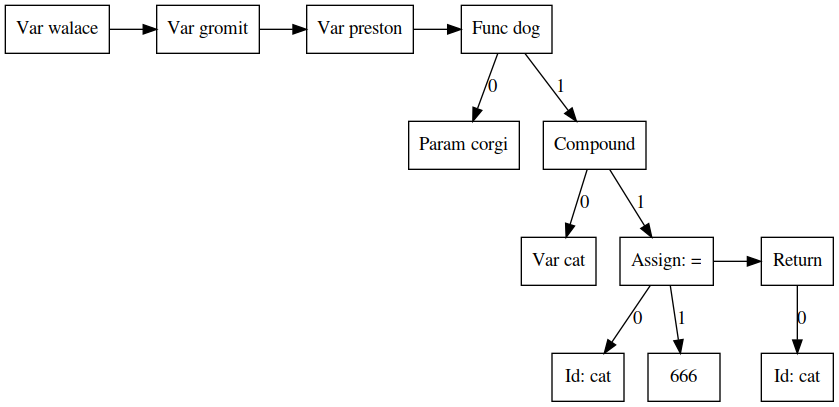 Var walace
Var gromit
Var preston
Func dog
0
1
Param corgi
Compound
0
1
Var cat
Assign: =
Return
0
1
0
Id: cat
666
Id: cat